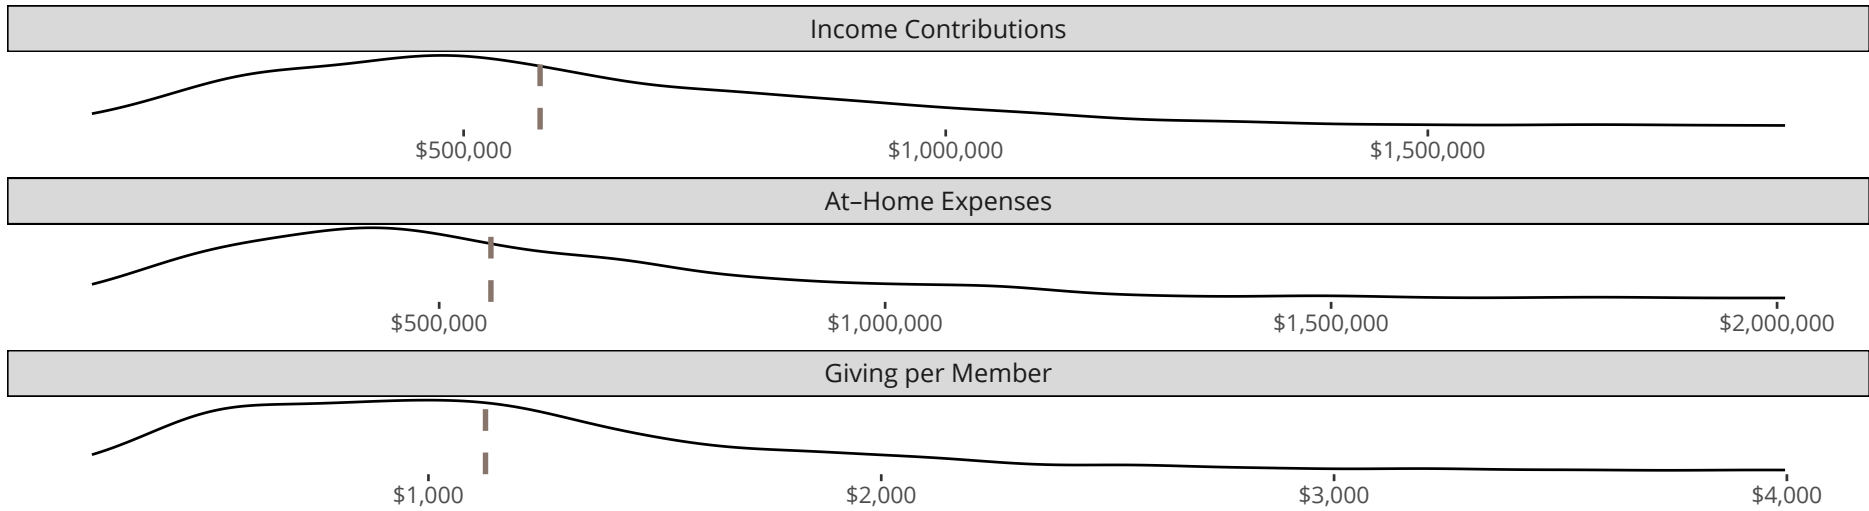 Income Contributions
$500,000 $1,000,000 $1,500,000
At–Home Expenses
$500,000 $1,000,000 $1,500,000 $2,000,000
Giving per Member
$1,000 $2,000 $3,000 $4,000